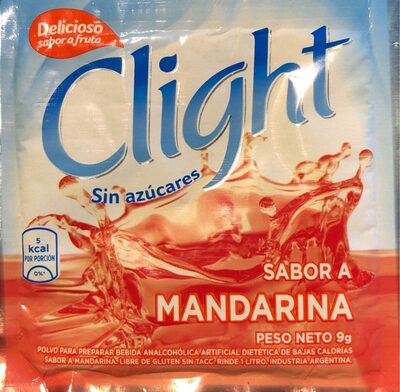 Delicioso
sabor a fruta
Clight
Sin azúcares
5
kcal
POR PORCIÓN
0%*
SABOR A
MANDARINA
PESO NETO 9g
POLVO PARA PREPARAR BEBIDA ANALCOHÓLICA ARTIFICIAL DIETÉTICA DE BAJAS CALORÍAS
SABOR A MANDARINA. LIBRE DE GLUTEN SIN TACC. RINDE 1 LITRO. INDUSTRIA ARGENTINA.